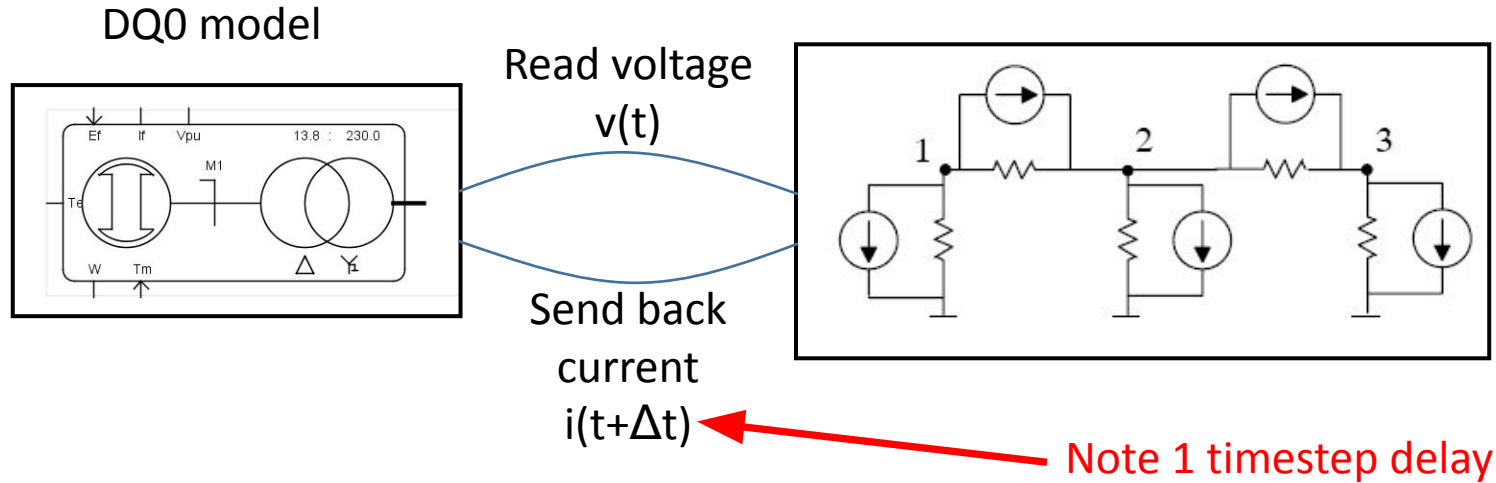 DQ0 model
Ef If Vpu 13.8 : 230.0
M1
Te
W Tm
Δ Y
Read voltage
v(t)
Send back
current
i(t+Δt)
1 2 3
Note 1 timestep delay